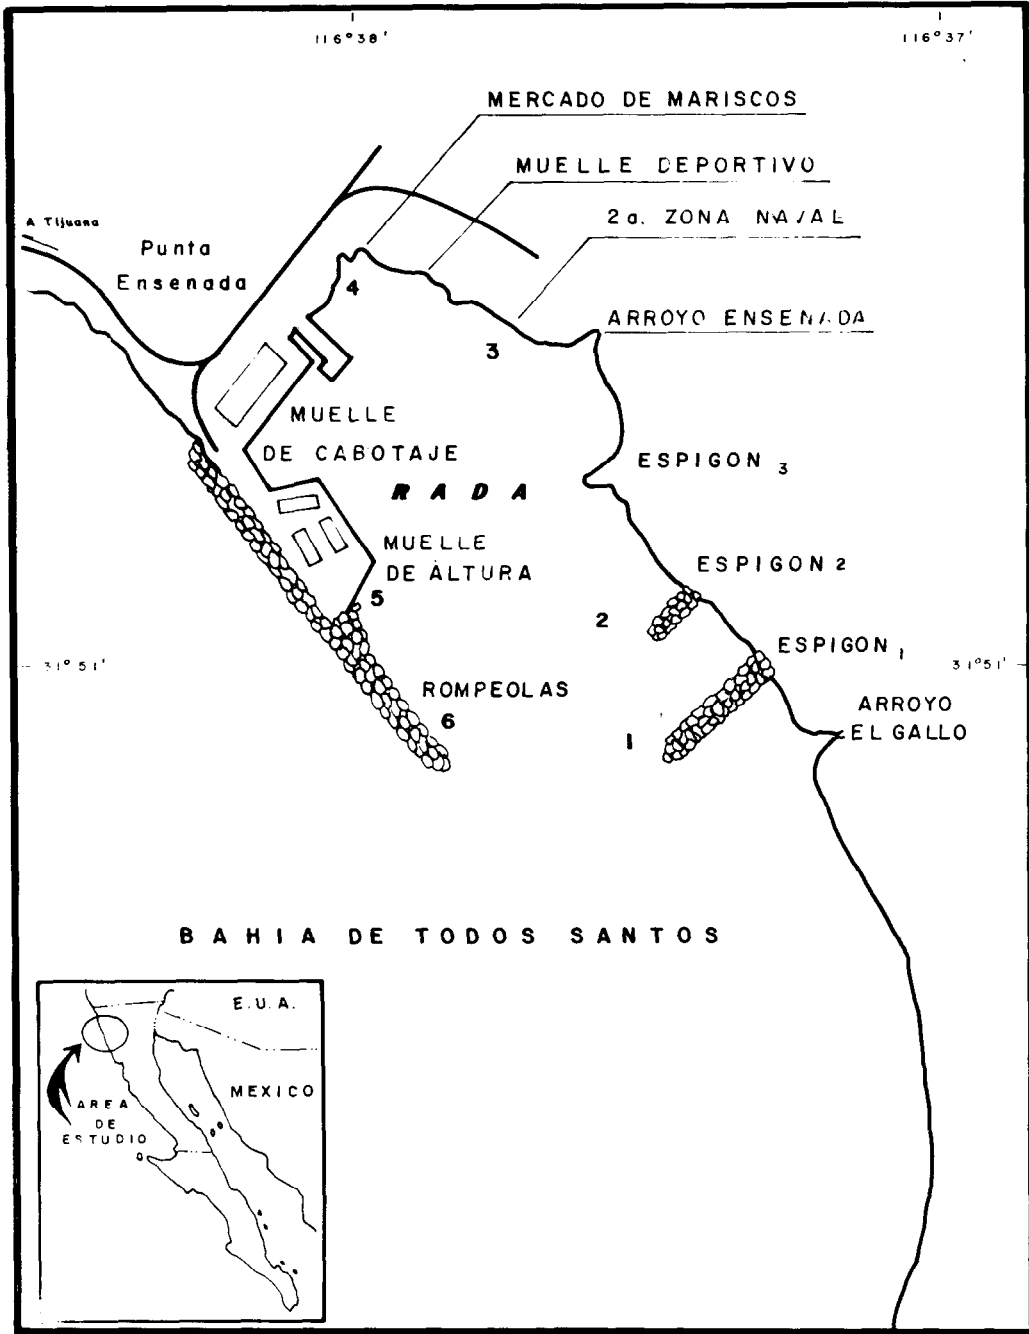 116°38'
116°37'
MERCADO DE MARISCOS
MUELLE DEPORTIVO
2a. ZONA NAVAL
A Tijuana
Punta
Ensenada
4
ARROYO ENSENADA
3
MUELLE
DE CABOTAJE
ESPIGON 3
RADA
MUELLE
DE ALTURA
ESPIGON 2
5
2
ESPIGON 1
31°51'
31°51'
ROMPEOLAS
6
ARROYO
EL GALLO
1
BAHIA DE TODOS SANTOS
E.U.A.
MEXICO
AREA
DE
ESTUDIO